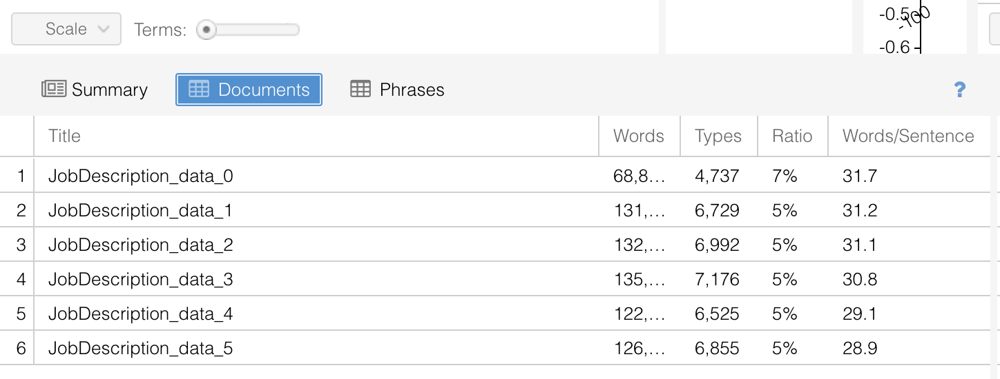 -0.5
-100
Scale Terms:
-0.6
Summary Documents Phrases ?
Title Words Types Ratio Words/Sentence
1 JobDescription_data_0 68,8... 4,737 7% 31.7
2 JobDescription_data_1 131,... 6,729 5% 31.2
3 JobDescription_data_2 132,... 6,992 5% 31.1
4 JobDescription_data_3 135,... 7,176 5% 30.8
5 JobDescription_data_4 122,... 6,525 5% 29.1
6 JobDescription_data_5 126,... 6,855 5% 28.9